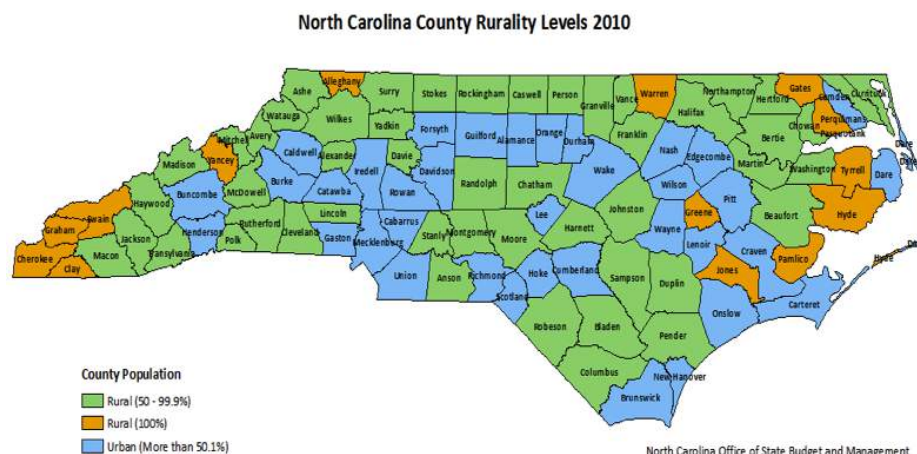 North Carolina County Rurality Levels 2010
Alleghany
Ashe
Surry
Stokes
Rockingham
Caswell
Person
Granville
Vance
Warren
Northampton
Gates
Camden
Currituck
Hertford
Halifax
Perquimans
Watauga
Wilkes
Yadkin
Forsyth
Guilford
Alamance
Orange
Durham
Franklin
Bertie
Chowan
Pasquotank
Mitchell
Avery
Caldwell
Alexander
Iredell
Davie
Nash
Edgecombe
Martin
Washington
Tyrrell
Dare
Dare
Madison
Yancey
Burke
Catawba
Rowan
Davidson
Randolph
Chatham
Wake
Wilson
Pitt
Beaufort
Hyde
Buncombe
McDowell
Lincoln
Haywood
Swain
Graham
Rutherford
Cleveland
Gaston
Cabarrus
Stanly
Montgomery
Moore
Lee
Harnett
Johnston
Wayne
Greene
Lenoir
Craven
Pamlico
Hyde
Cherokee
Clay
Macon
Jackson
Transylvania
Henderson
Polk
Mecklenburg
Union
Anson
Richmond
Scotland
Hoke
Cumberland
Sampson
Duplin
Jones
Onslow
Carteret
Robeson
Bladen
Pender
Columbus
New Hanover
Brunswick
County Population
Rural (50 - 99.9%)
Rural (100%)
Urban (More than 50.1%)
North Carolina Office of State Budget and Management